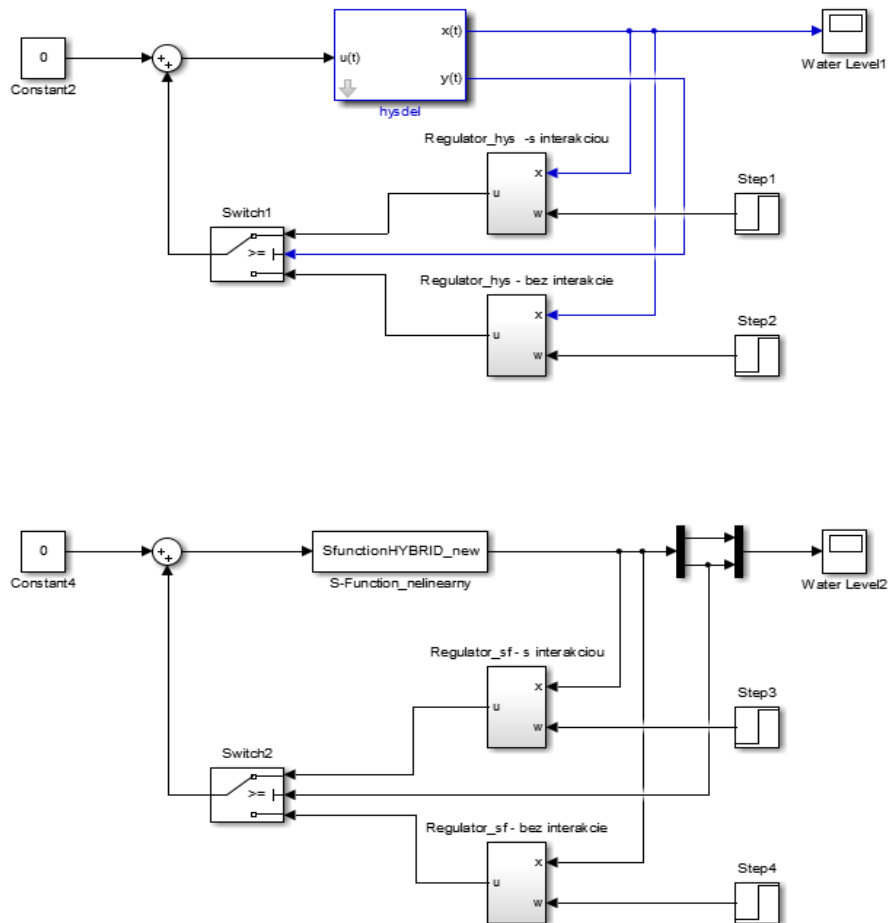 x(t)
0
u(t)
Constant2
y(t)
Water Level1
hysdel
Regulator_hys -s interakciou
x
u
w
Step1
Switch1
>=
Regulator_hys - bez interakcie
x
u
w
Step2
0
SfunctionHYBRID_new
Constant4
S-Function_nelinearny
Water Level2
Regulator_sf - s interakciou
x
u
w
Step3
Switch2
>=
Regulator_sf - bez interakcie
x
u
w
Step4